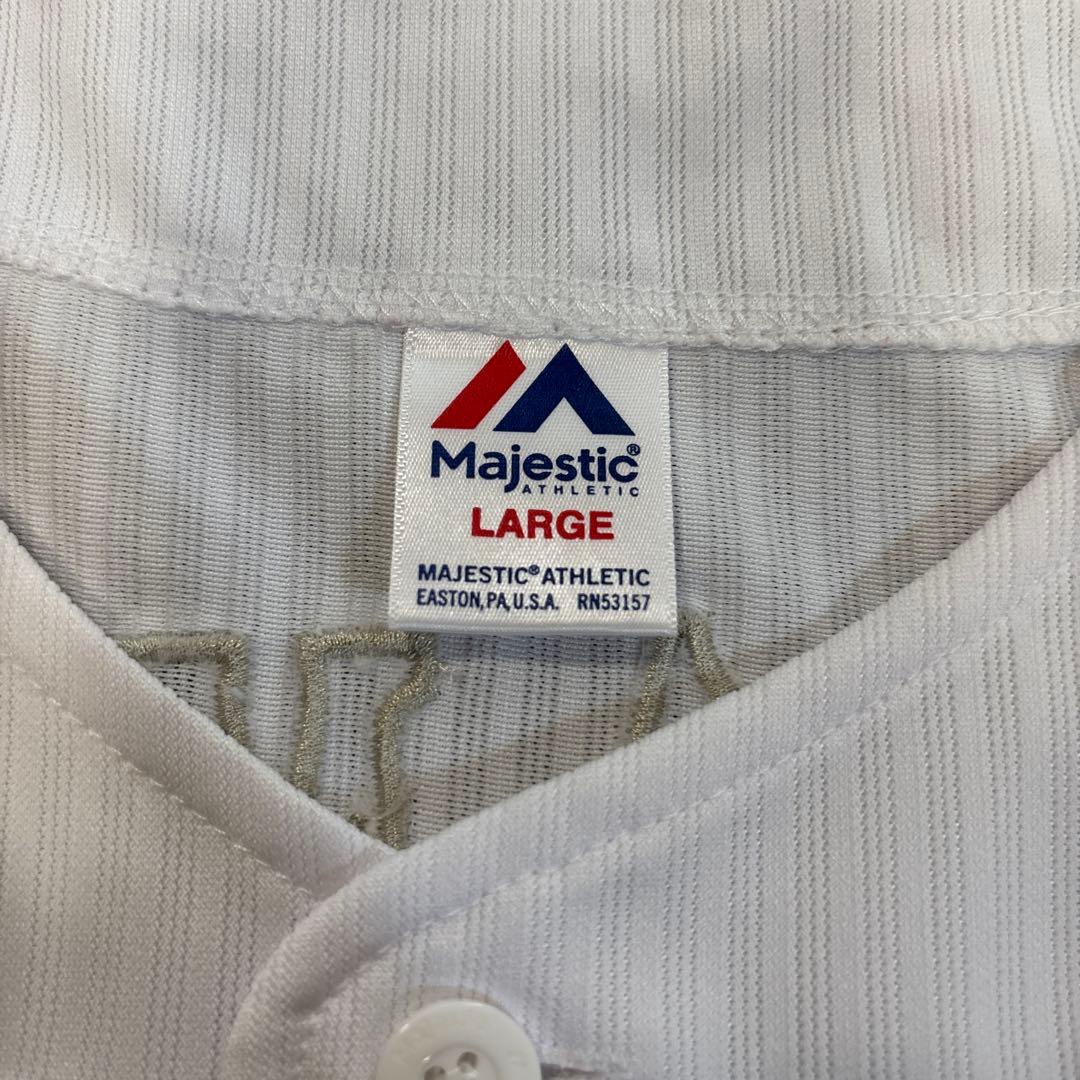 Majestic®
ATHLETIC
LARGE
MAJESTIC® ATHLETIC
EASTON, PA, U.S.A. RN53157